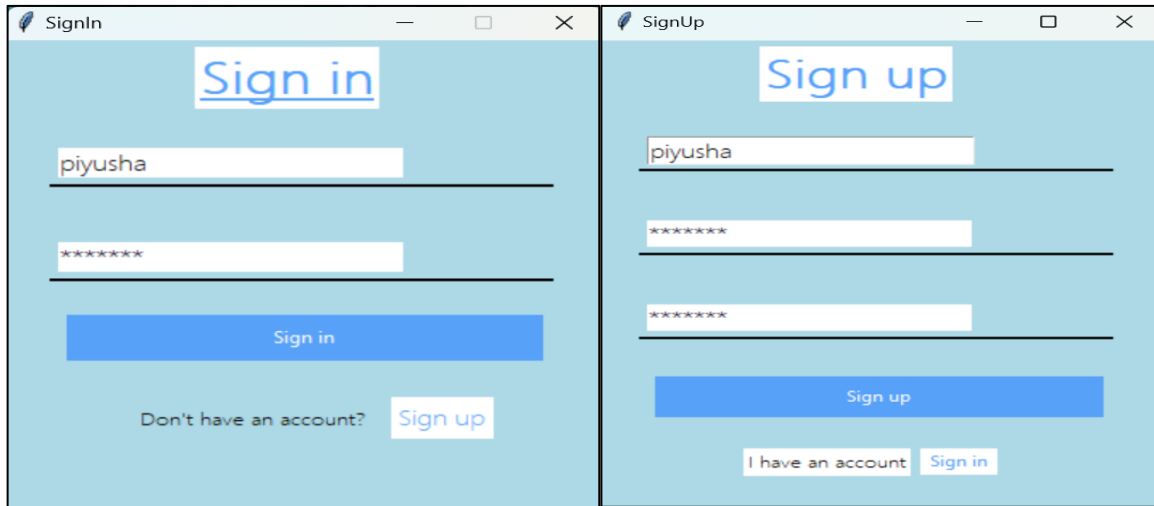 SignIn
Sign in
piyusha
*******
Sign in
Don't have an account? Sign up
SignUp
Sign up
piyusha
*******
*******
Sign up
I have an account Sign in